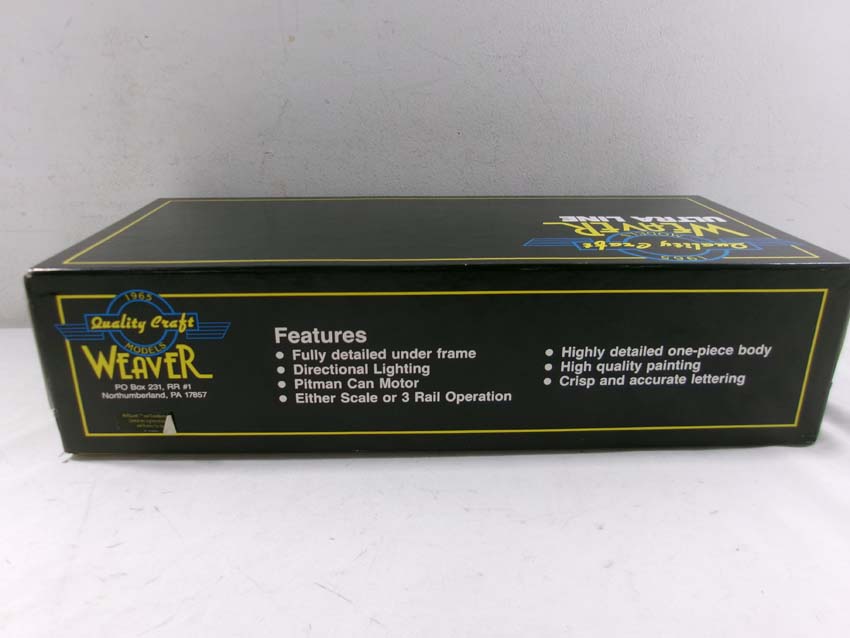 ULTRA LINE
WEAVER
MODELS
Quality Craft
1965
1965
Quality Craft
MODELS
WEAVER
PO Box 231, RR #1
Northumberland, PA 17857
Features
● Fully detailed under frame
● Directional Lighting
● Pitman Can Motor
● Either Scale or 3 Rail Operation
● Highly detailed one-piece body
● High quality painting
● Crisp and accurate lettering